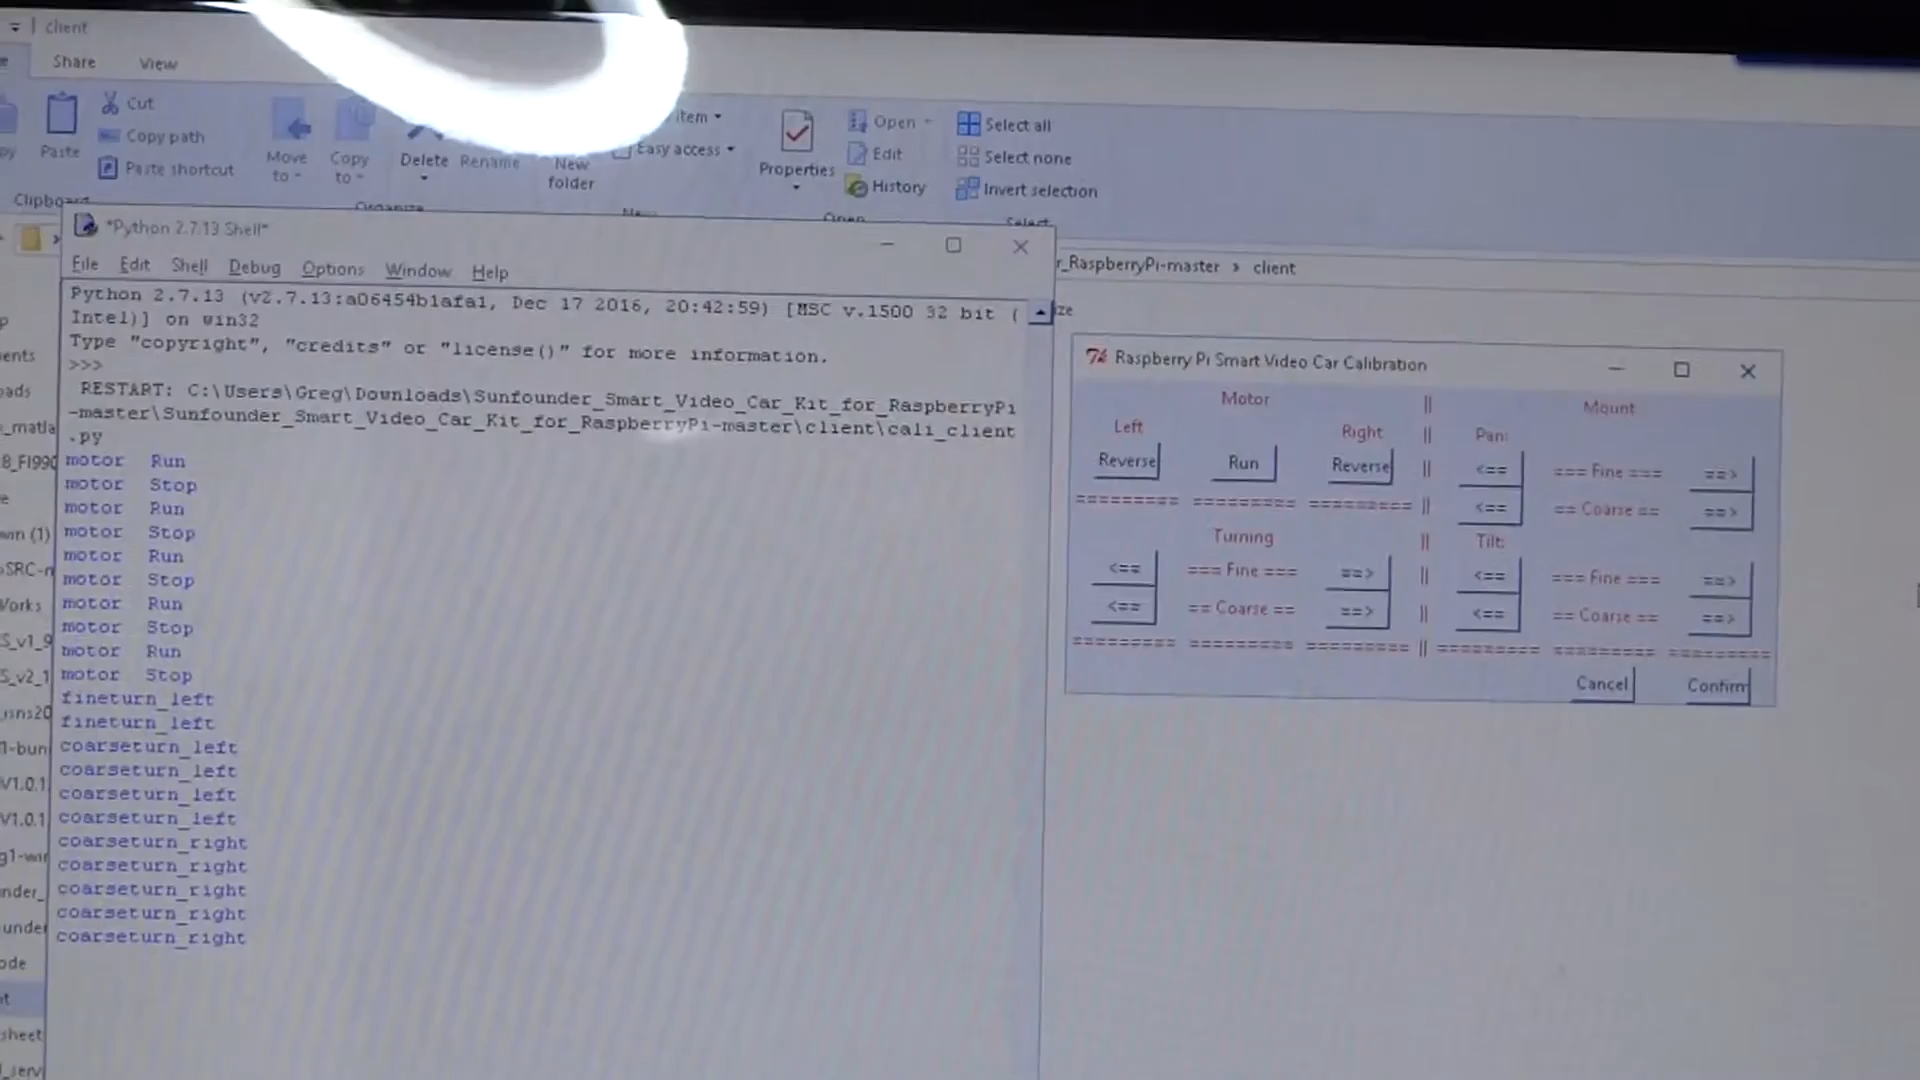 client
Share View
Cut
Copy path
Paste shortcut
Paste
Move to
Copy to
Delete
Rename
New folder
item
Easy access
Properties
Open
Edit
History
Select all
Select none
Invert selection
Organize
Open
Select
*Python 2.7.13 Shell*
File Edit Shell Debug Options Window Help
Python 2.7.13 (v2.7.13:a06454b1afa1, Dec 17 2016, 20:42:59) [MSC v.1500 32 bit (
Intel)] on win32
Type "copyright", "credits" or "license()" for more information.
>>>
RESTART: C:\Users\Greg\Downloads\Sunfounder_Smart_Video_Car_Kit_for_RaspberryPi
-master\Sunfounder_Smart_Video_Car_Kit_for_RaspberryPi-master\client\cali_client
.py
motor Run
motor Stop
motor Run
motor Stop
motor Run
motor Stop
motor Run
motor Stop
motor Run
motor Stop
fineturn_left
fineturn_left
coarseturn_left
coarseturn_left
coarseturn_left
coarseturn_left
coarseturn_right
coarseturn_right
coarseturn_right
coarseturn_right
coarseturn_right
r_RaspberryPi-master > client
Raspberry Pi Smart Video Car Calibration
Motor || Mount
Left Right || Pan:
Reverse Run Reverse || <== === Fine === ==>
========= ========= ========= || <== == Coarse == ==>
Turning || Tilt:
<== === Fine === ==> || <== === Fine === ==>
<== == Coarse == ==> || <== == Coarse == ==>
========= ========= ========= || ========= ========= =========
Cancel Confirm